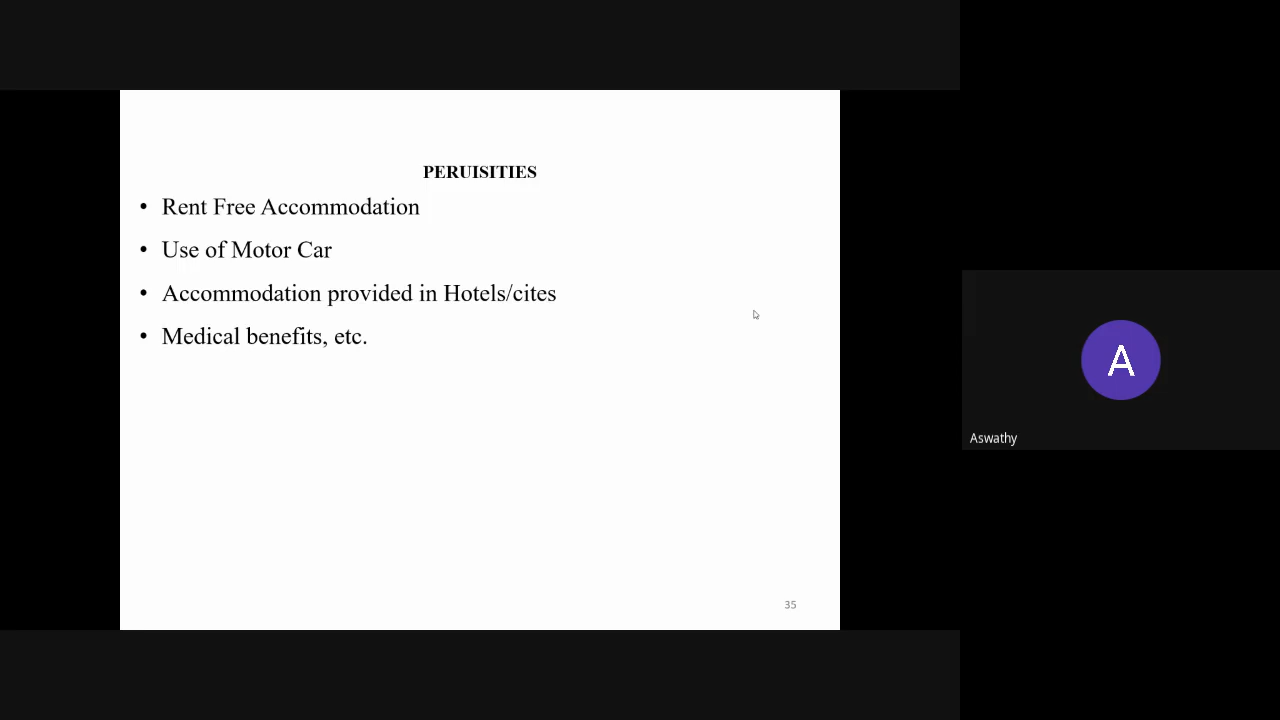 PERUISITIES
• Rent Free Accommodation
• Use of Motor Car
• Accommodation provided in Hotels/cites
• Medical benefits, etc.
35
A
Aswathy